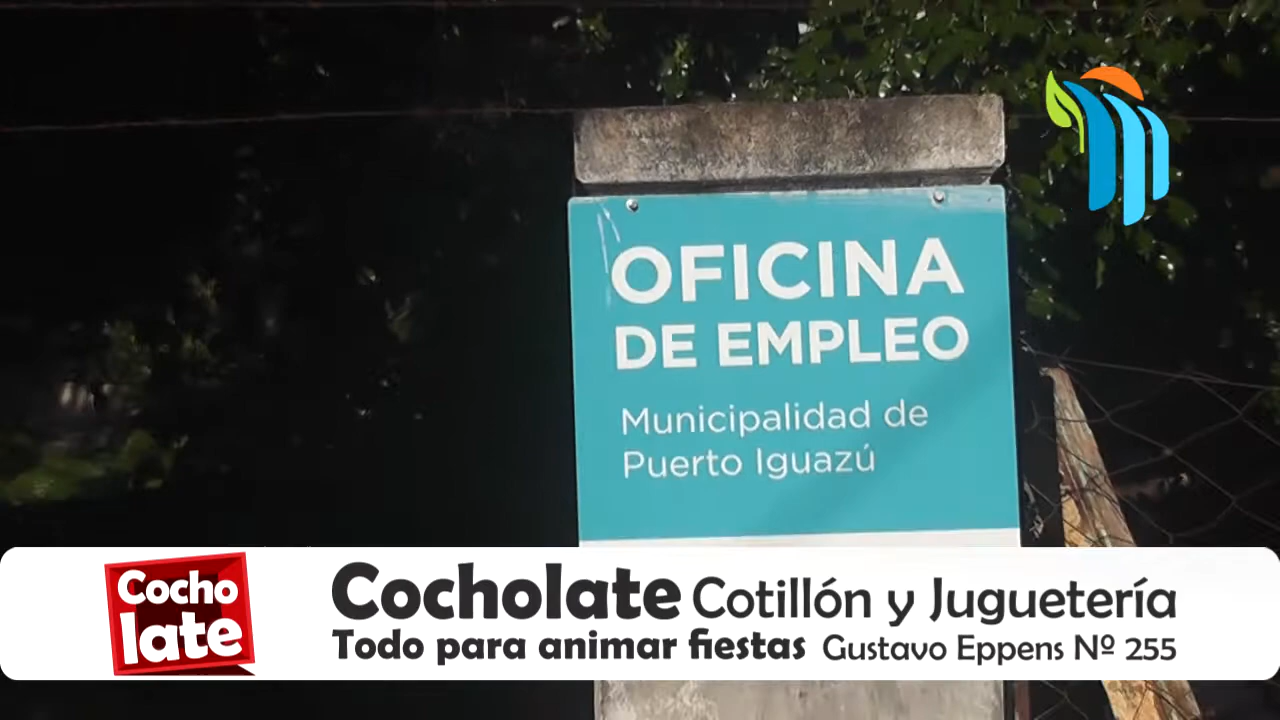 OFICINA
DE EMPLEO
Municipalidad de
Puerto Iguazú
Cocho
late
Cocholate Cotillón y Juguetería
Todo para animar fiestas Gustavo Eppens Nº 255